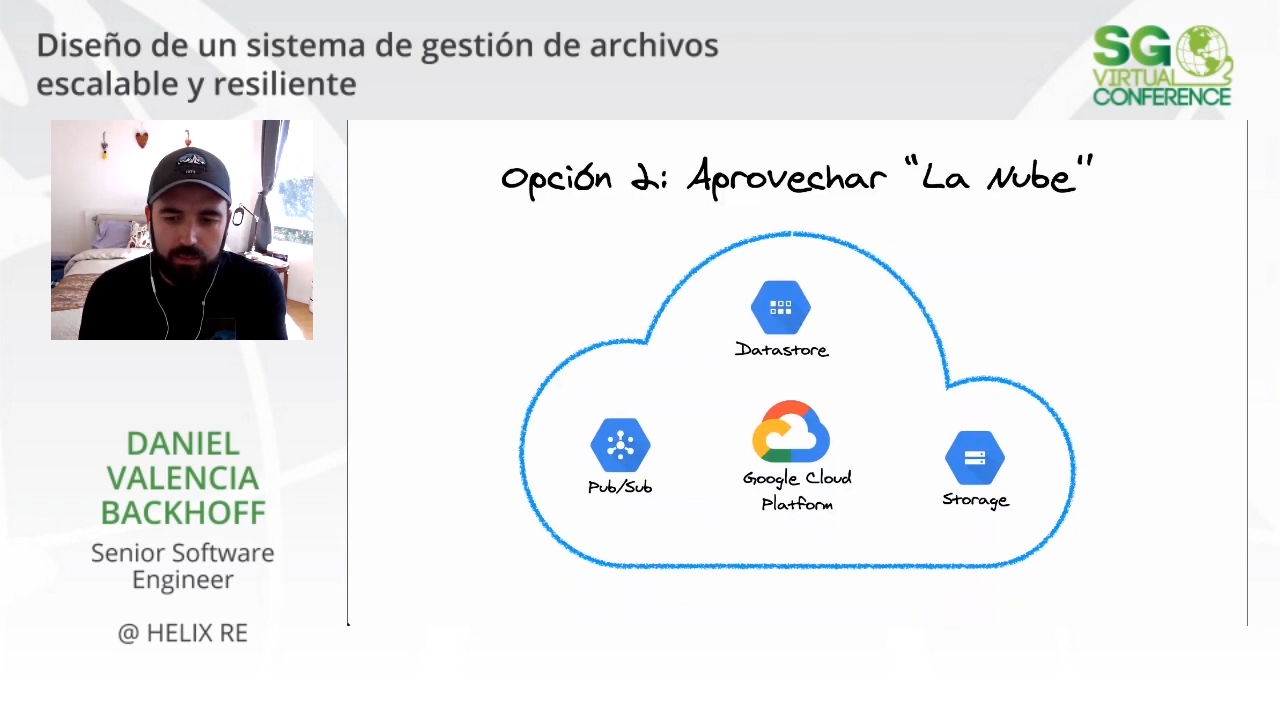 Diseño de un sistema de gestión de archivos
escalable y resiliente
SG
VIRTUAL
CONFERENCE
Opción 2: Aprovechar "La Nube"
Datastore
Pub/Sub
Google Cloud
Platform
Storage
DANIEL
VALENCIA
BACKHOFF
Senior Software
Engineer
@ HELIX RE